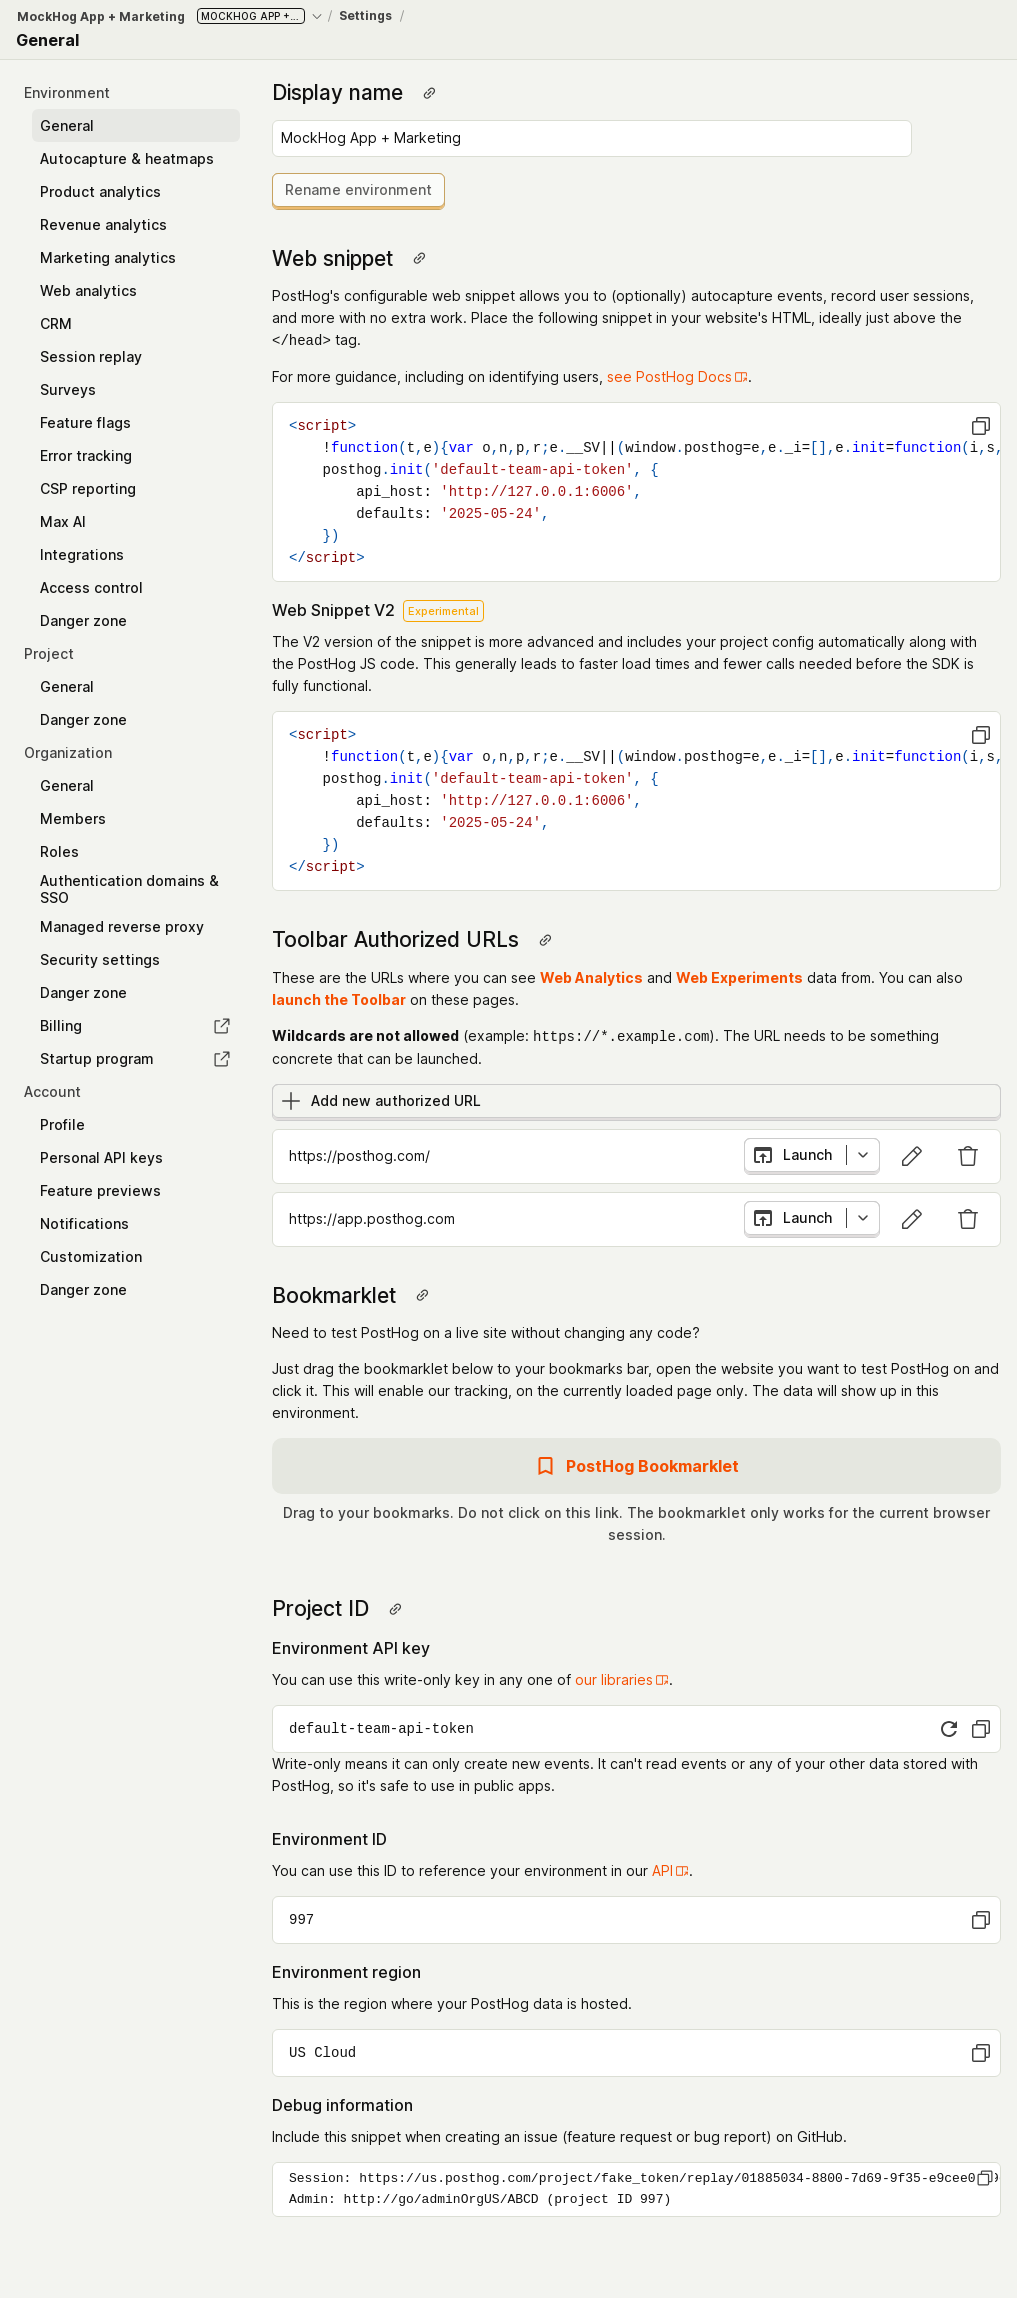 MockHog App + Marketing MOCKHOG APP +... / Settings /
General
Environment
General
Autocapture & heatmaps
Product analytics
Revenue analytics
Marketing analytics
Web analytics
CRM
Session replay
Surveys
Feature flags
Error tracking
CSP reporting
Max AI
Integrations
Access control
Danger zone
Project
General
Danger zone
Organization
General
Members
Roles
Authentication domains &
SSO
Managed reverse proxy
Security settings
Danger zone
Billing
Startup program
Account
Profile
Personal API keys
Feature previews
Notifications
Customization
Danger zone
Display name
MockHog App + Marketing
Rename environment
Web snippet
PostHog's configurable web snippet allows you to (optionally) autocapture events, record user sessions,
and more with no extra work. Place the following snippet in your website's HTML, ideally just above the
</head> tag.
For more guidance, including on identifying users, see PostHog Docs.
<script>
!function(t,e){var o,n,p,r;e.__SV||(window.posthog=e,e._i=[],e.init=function(i,s,
posthog.init('default-team-api-token', {
api_host: 'http://127.0.0.1:6006',
defaults: '2025-05-24',
})
</script>
Web Snippet V2 Experimental
The V2 version of the snippet is more advanced and includes your project config automatically along with
the PostHog JS code. This generally leads to faster load times and fewer calls needed before the SDK is
fully functional.
<script>
!function(t,e){var o,n,p,r;e.__SV||(window.posthog=e,e._i=[],e.init=function(i,s,
posthog.init('default-team-api-token', {
api_host: 'http://127.0.0.1:6006',
defaults: '2025-05-24',
})
</script>
Toolbar Authorized URLs
These are the URLs where you can see Web Analytics and Web Experiments data from. You can also
launch the Toolbar on these pages.
Wildcards are not allowed (example: https://*.example.com). The URL needs to be something
concrete that can be launched.
Add new authorized URL
https://posthog.com/ Launch
https://app.posthog.com Launch
Bookmarklet
Need to test PostHog on a live site without changing any code?
Just drag the bookmarklet below to your bookmarks bar, open the website you want to test PostHog on and
click it. This will enable our tracking, on the currently loaded page only. The data will show up in this
environment.
PostHog Bookmarklet
Drag to your bookmarks. Do not click on this link. The bookmarklet only works for the current browser
session.
Project ID
Environment API key
You can use this write-only key in any one of our libraries.
default-team-api-token
Write-only means it can only create new events. It can't read events or any of your other data stored with
PostHog, so it's safe to use in public apps.
Environment ID
You can use this ID to reference your environment in our API.
997
Environment region
This is the region where your PostHog data is hosted.
US Cloud
Debug information
Include this snippet when creating an issue (feature request or bug report) on GitHub.
Session: https://us.posthog.com/project/fake_token/replay/01885034-8800-7d69-9f35-e9cee0
Admin: http://go/adminOrgUS/ABCD (project ID 997)